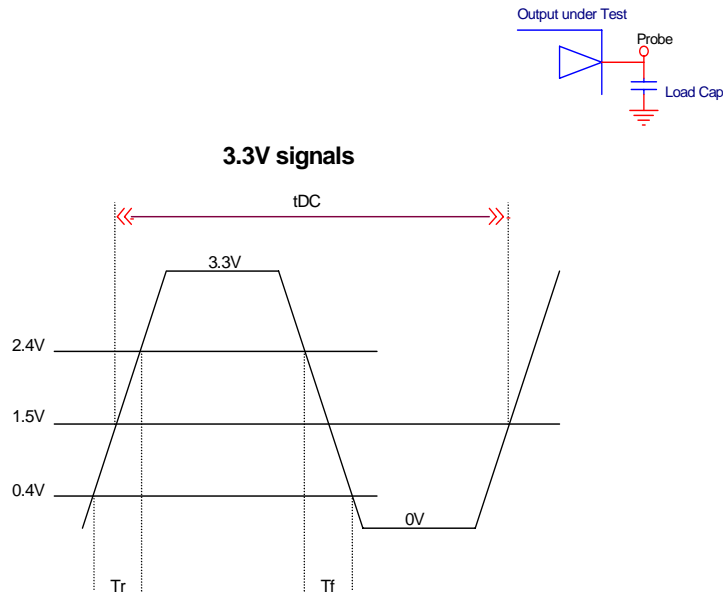 Output under Test
Probe
Load Cap
3.3V signals
tDC
3.3V
2.4V
1.5V
0.4V
0V
Tr
Tf